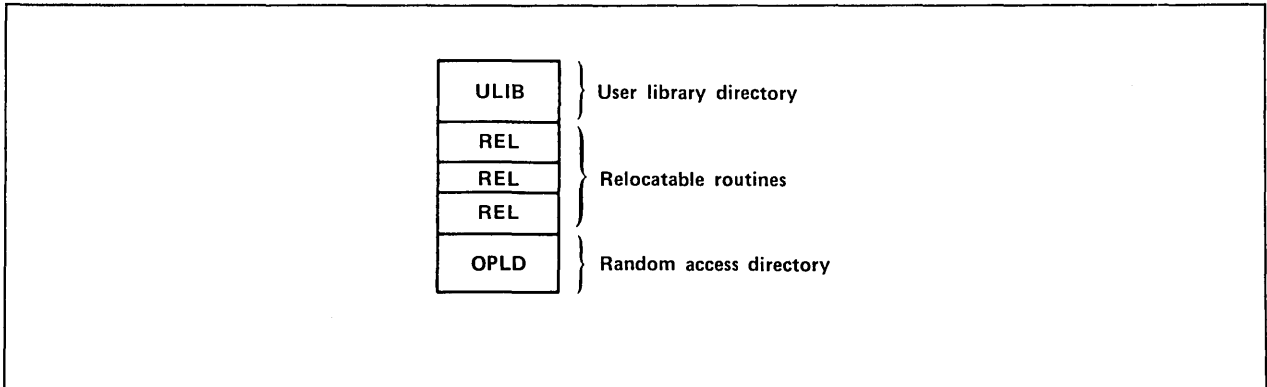 ULIB User library directory
REL
REL Relocatable routines
REL
OPLD Random access directory